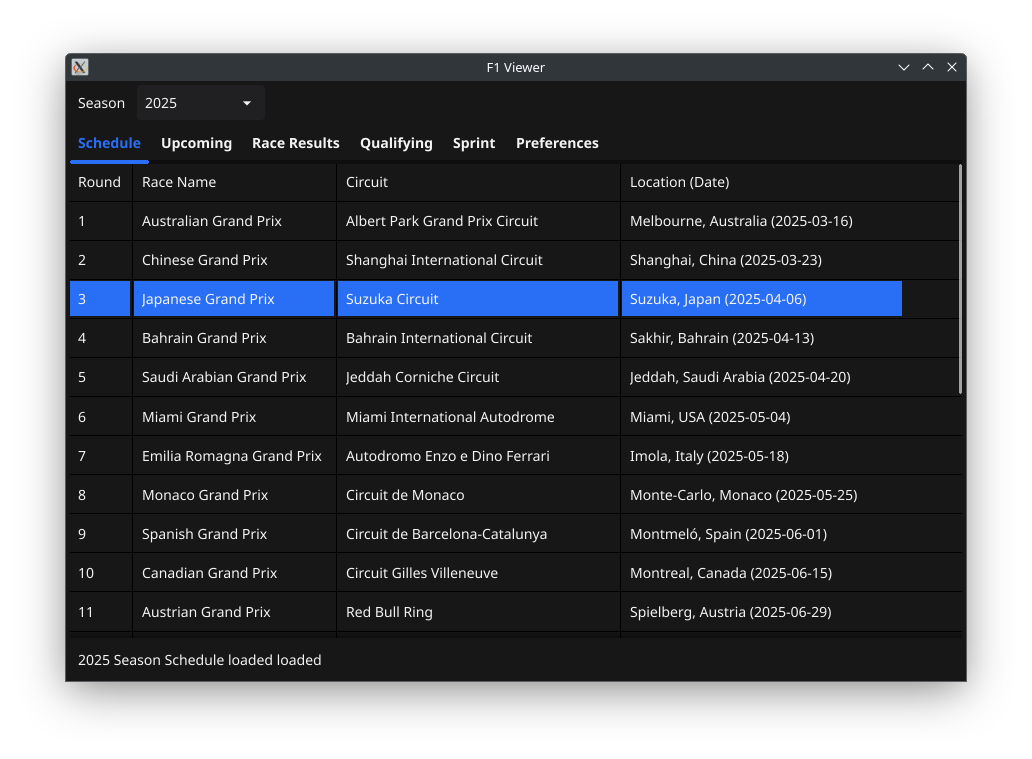 F1 Viewer
Season 2025
Schedule Upcoming Race Results Qualifying Sprint Preferences
Round Race Name Circuit Location (Date)
1 Australian Grand Prix Albert Park Grand Prix Circuit Melbourne, Australia (2025-03-16)
2 Chinese Grand Prix Shanghai International Circuit Shanghai, China (2025-03-23)
3 Japanese Grand Prix Suzuka Circuit Suzuka, Japan (2025-04-06)
4 Bahrain Grand Prix Bahrain International Circuit Sakhir, Bahrain (2025-04-13)
5 Saudi Arabian Grand Prix Jeddah Corniche Circuit Jeddah, Saudi Arabia (2025-04-20)
6 Miami Grand Prix Miami International Autodrome Miami, USA (2025-05-04)
7 Emilia Romagna Grand Prix Autodromo Enzo e Dino Ferrari Imola, Italy (2025-05-18)
8 Monaco Grand Prix Circuit de Monaco Monte-Carlo, Monaco (2025-05-25)
9 Spanish Grand Prix Circuit de Barcelona-Catalunya Montmeló, Spain (2025-06-01)
10 Canadian Grand Prix Circuit Gilles Villeneuve Montreal, Canada (2025-06-15)
11 Austrian Grand Prix Red Bull Ring Spielberg, Austria (2025-06-29)
2025 Season Schedule loaded loaded